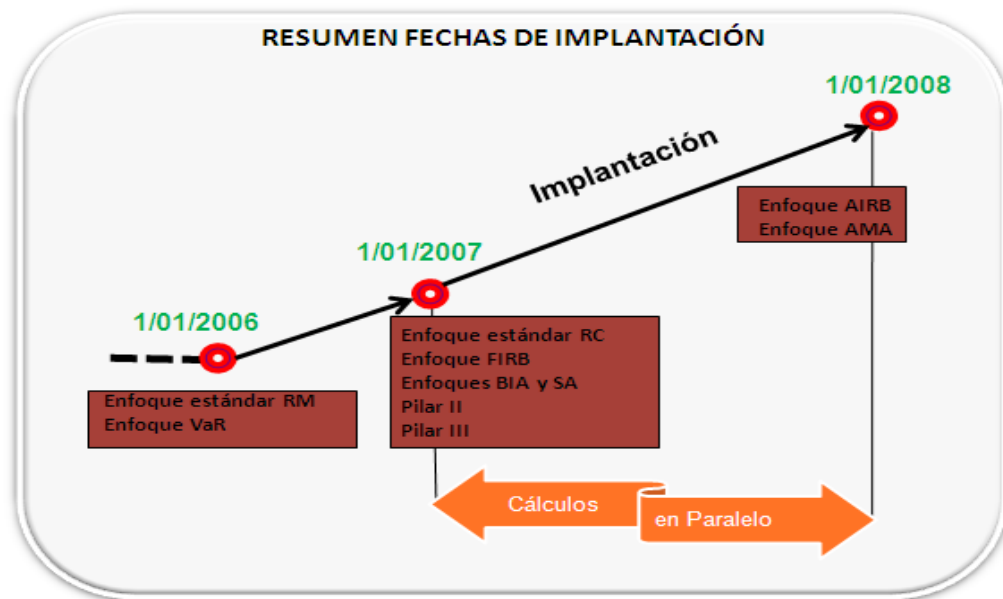 RESUMEN FECHAS DE IMPLANTACIÓN
1/01/2008
Implantación
Enfoque AIRB
Enfoque AMA
1/01/2007
1/01/2006
Enfoque estándar RC
Enfoque FIRB
Enfoques BIA y SA
Pilar II
Pilar III
Enfoque estándar RM
Enfoque VaR
Cálculos
en Paralelo